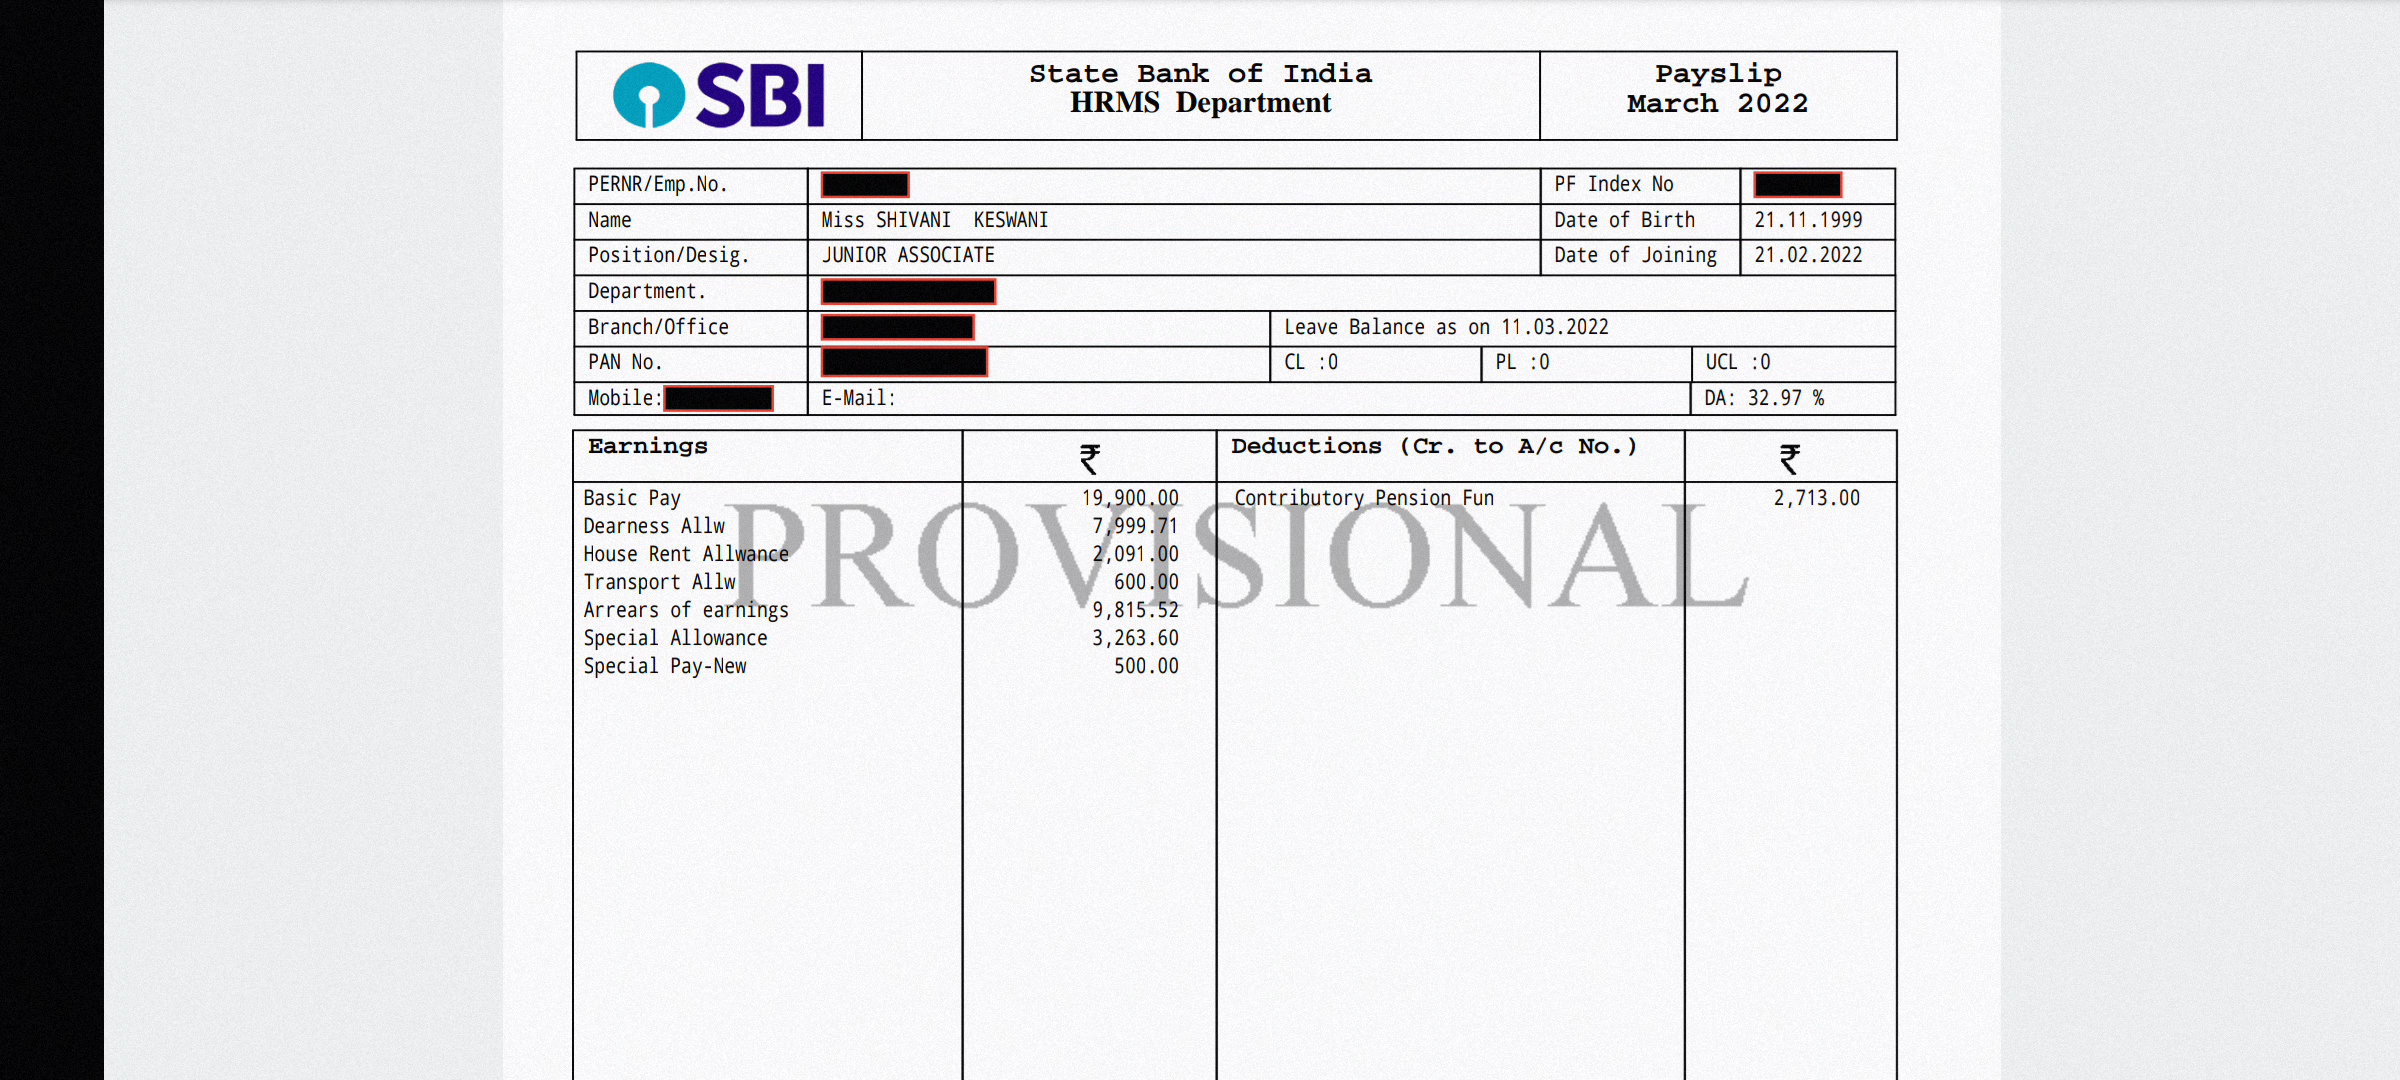 SBI
State Bank of India
HRMS Department
Payslip
March 2022
PERNR/Emp.No. PF Index No
Name Miss SHIVANI KESWANI Date of Birth 21.11.1999
Position/Desig. JUNIOR ASSOCIATE Date of Joining 21.02.2022
Department.
Branch/Office Leave Balance as on 11.03.2022
PAN No. CL :0 PL :0 UCL :0
Mobile: E-Mail: DA: 32.97 %
Earnings ₹ Deductions (Cr. to A/c No.) ₹
Basic Pay 19,900.00 Contributory Pension Fun 2,713.00
Dearness Allw 7,999.71
House Rent Allwance 2,091.00
Transport Allw 600.00
Arrears of earnings 9,815.52
Special Allowance 3,263.60
Special Pay-New 500.00
PROVISIONAL